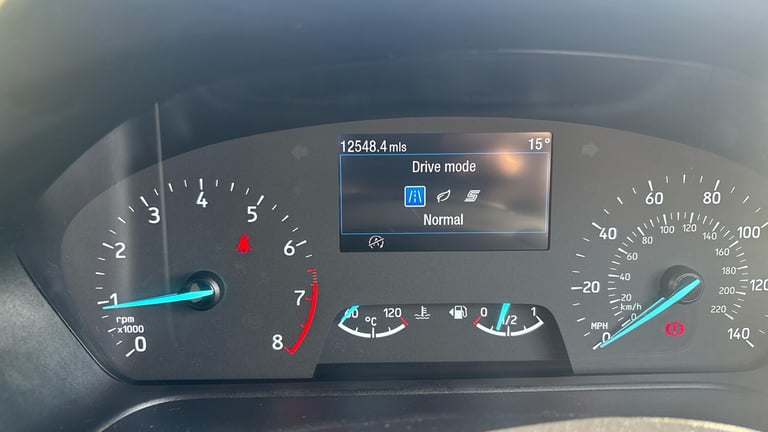 12548.4 mls 15°
Drive mode
Normal
0 1 2 3 4 5 6 7 8
rpm
x1000
120
°C
0 1/2 1
0 20 40 60 80 100 120 140
MPH
0 20 40 60 80 100 120 140 160 180 200 220
km/h